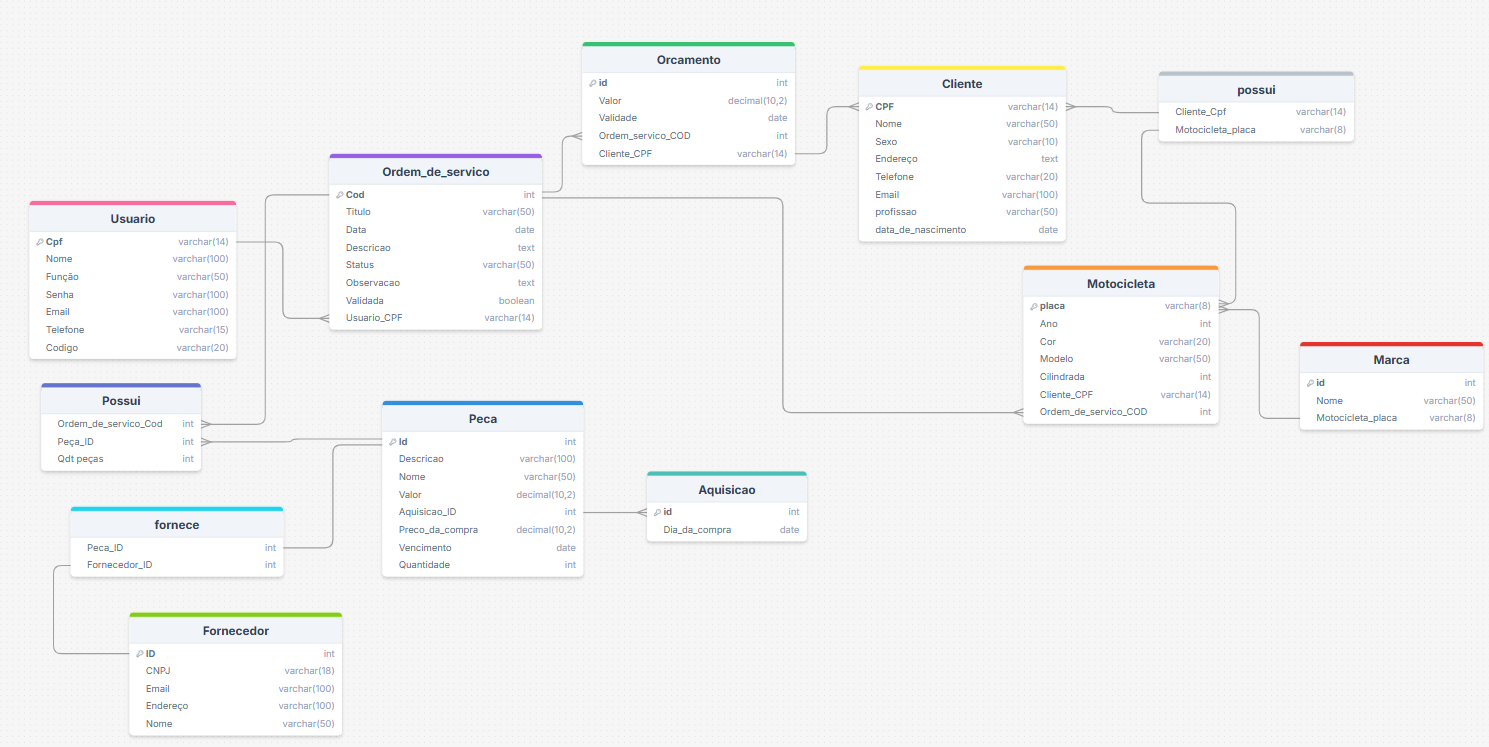 Orcamento
id int
Valor decimal(10,2)
Validade date
Ordem_servico_COD int
Cliente_CPF varchar(14)
Cliente
CPF varchar(14)
Nome varchar(50)
Sexo varchar(10)
Endereço text
Telefone varchar(20)
Email varchar(100)
profissao varchar(50)
data_de_nascimento date
possui
Cliente_Cpf varchar(14)
Motocicleta_placa varchar(8)
Ordem_de_servico
Cod int
Titulo varchar(50)
Data date
Descricao text
Status varchar(50)
Observacao text
Validada boolean
Usuario_CPF varchar(14)
Usuario
Cpf varchar(14)
Nome varchar(100)
Função varchar(50)
Senha varchar(100)
Email varchar(100)
Telefone varchar(15)
Codigo varchar(20)
Motocicleta
placa varchar(8)
Ano int
Cor varchar(20)
Modelo varchar(50)
Cilindrada int
Cliente_CPF varchar(14)
Ordem_de_servico_COD int
Marca
id int
Nome varchar(50)
Motocicleta_placa varchar(8)
Possui
Ordem_de_servico_Cod int
Peça_ID int
Qdt peças int
Peca
Id int
Descricao varchar(100)
Nome varchar(50)
Valor decimal(10,2)
Aquisicao_ID int
Preco_da_compra decimal(10,2)
Vencimento date
Quantidade int
Aquisicao
id int
Dia_da_compra date
fornece
Peca_ID int
Fornecedor_ID int
Fornecedor
ID int
CNPJ varchar(18)
Email varchar(100)
Endereço varchar(100)
Nome varchar(50)